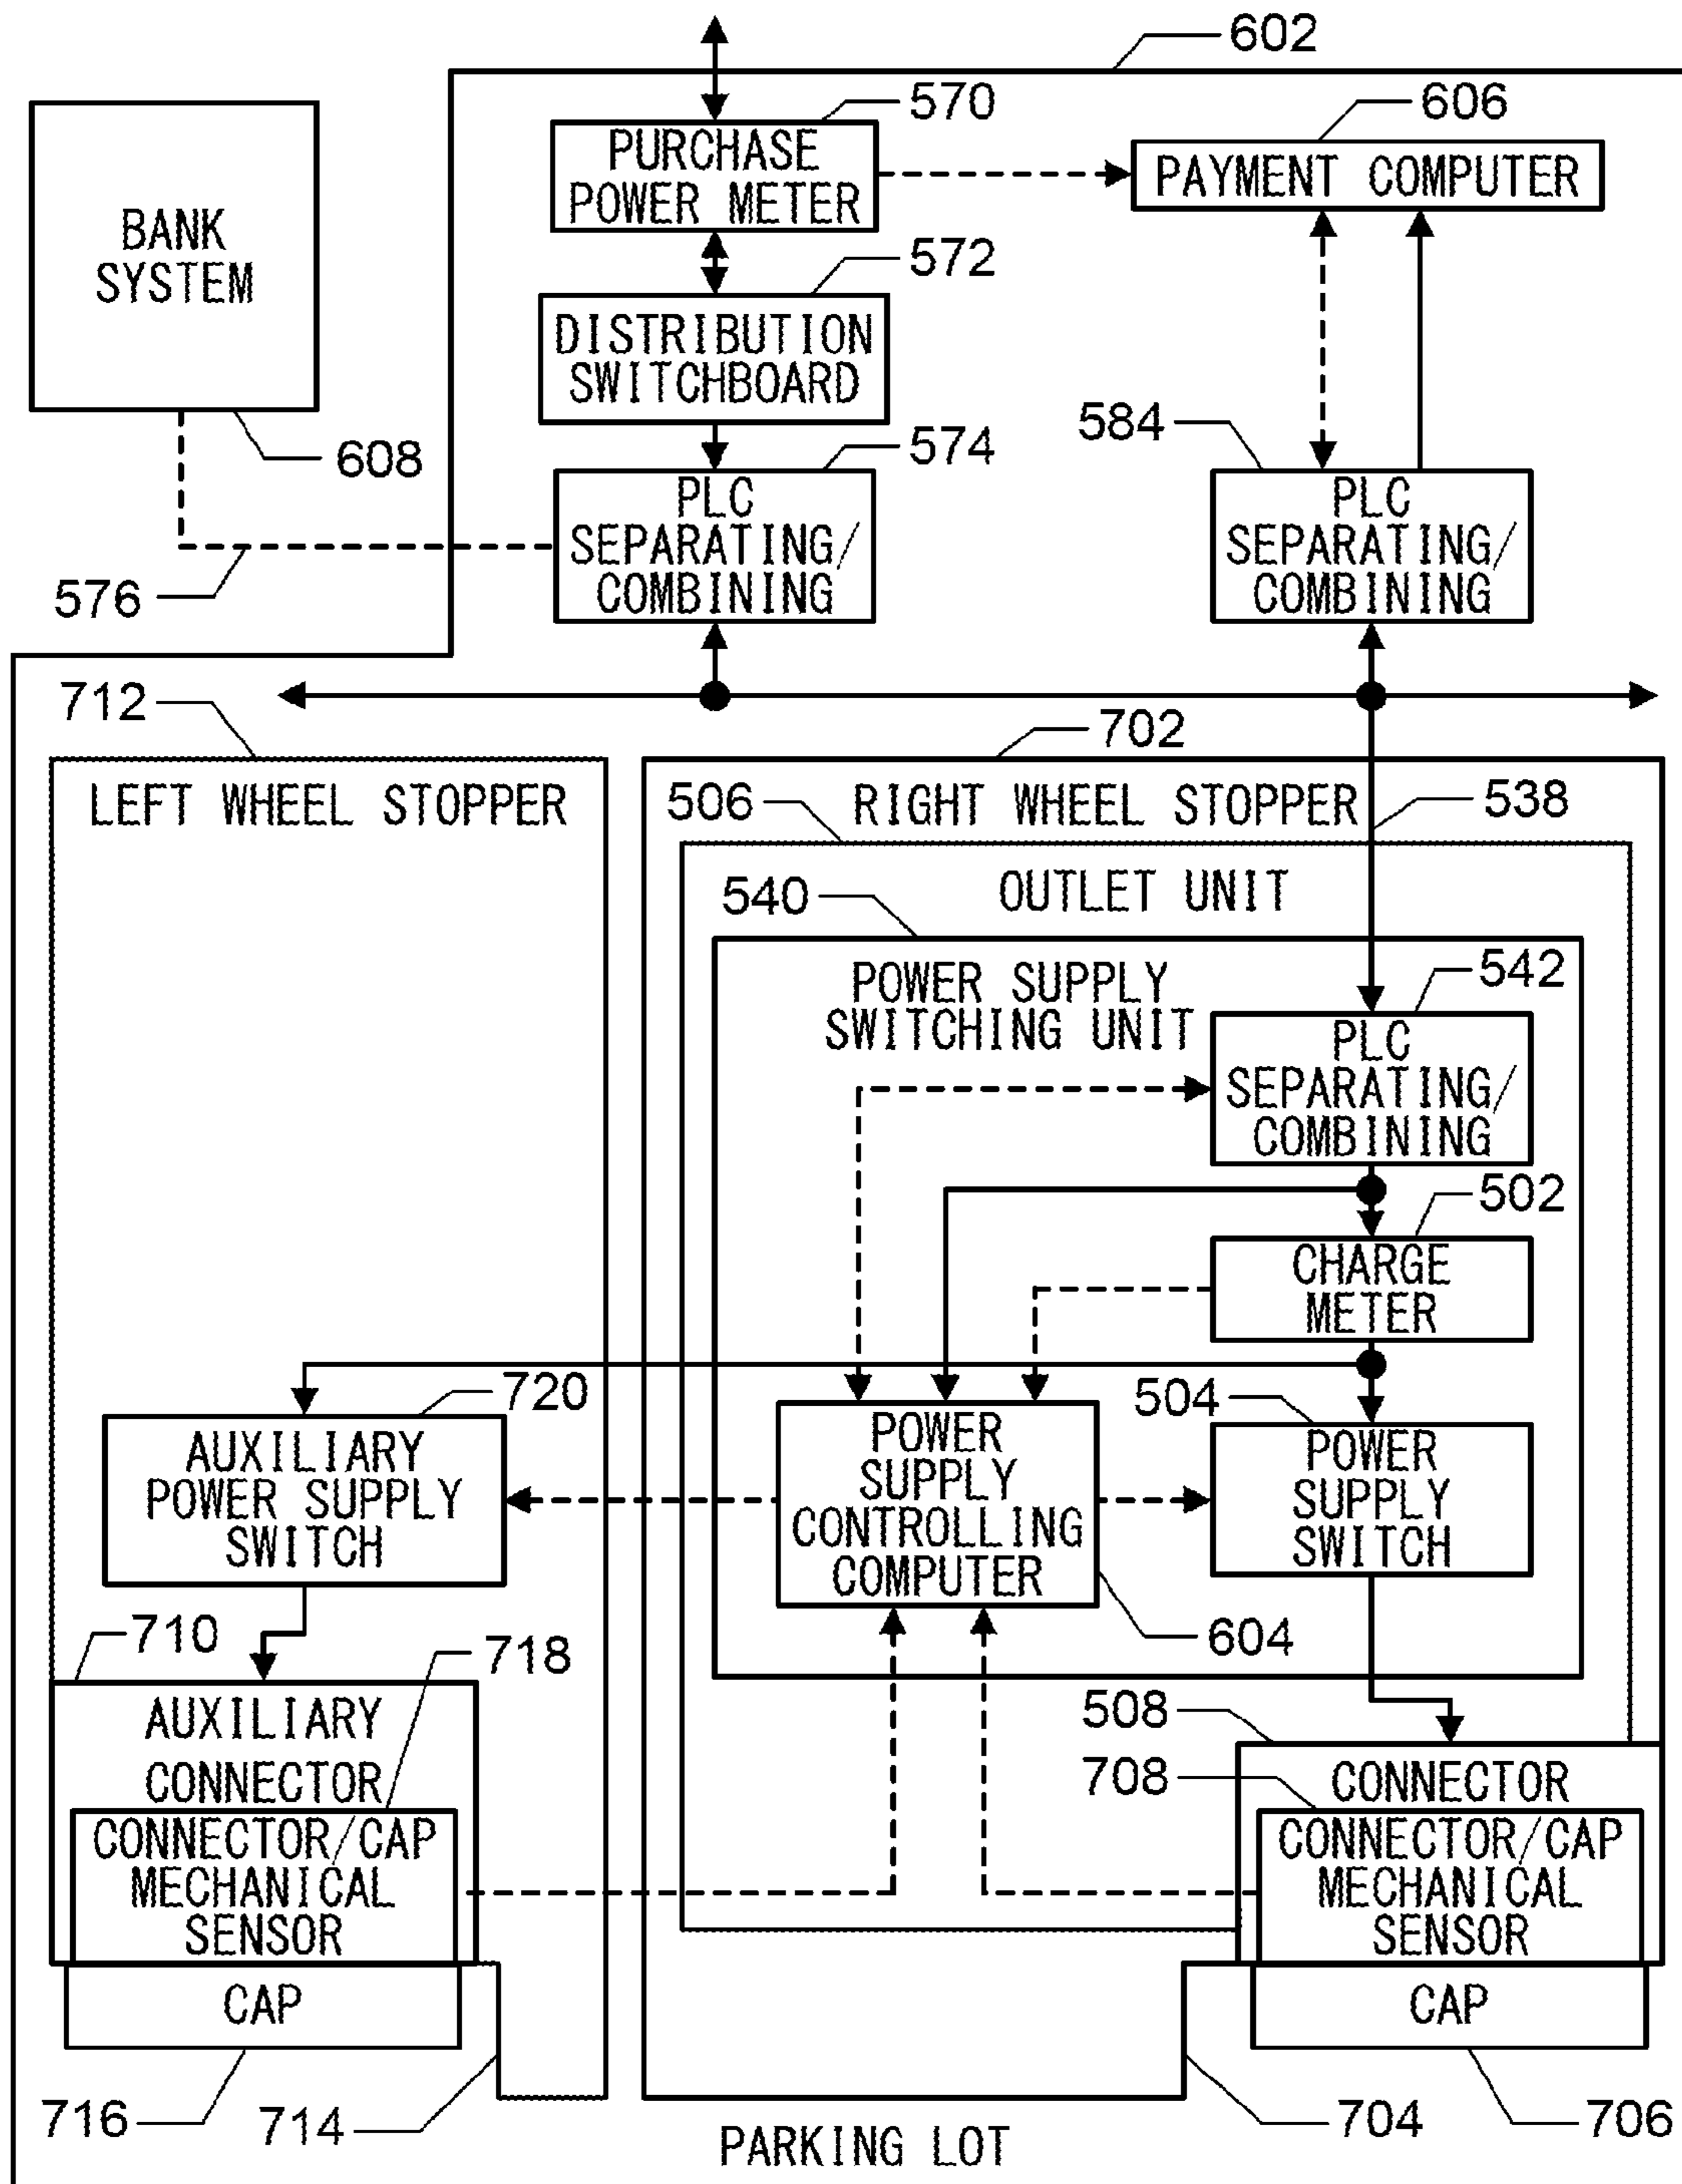 602
570
606
PURCHASE
POWER METER
PAYMENT COMPUTER
BANK
SYSTEM
572
DISTRIBUTION
SWITCHBOARD
608
574
584
PLC
SEPARATING/
COMBINING
PLC
SEPARATING/
COMBINING
576
712
702
LEFT WHEEL STOPPER
506
RIGHT WHEEL STOPPER
538
OUTLET UNIT
540
POWER SUPPLY
SWITCHING UNIT
542
PLC
SEPARATING/
COMBINING
502
CHARGE
METER
720
504
AUXILIARY
POWER SUPPLY
SWITCH
POWER
SUPPLY
CONTROLLING
COMPUTER
POWER
SUPPLY
SWITCH
604
710
718
AUXILIARY
CONNECTOR
508
708
CONNECTOR
CONNECTOR/CAP
MECHANICAL
SENSOR
CONNECTOR/CAP
MECHANICAL
SENSOR
CAP
CAP
716
714
704
706
PARKING LOT